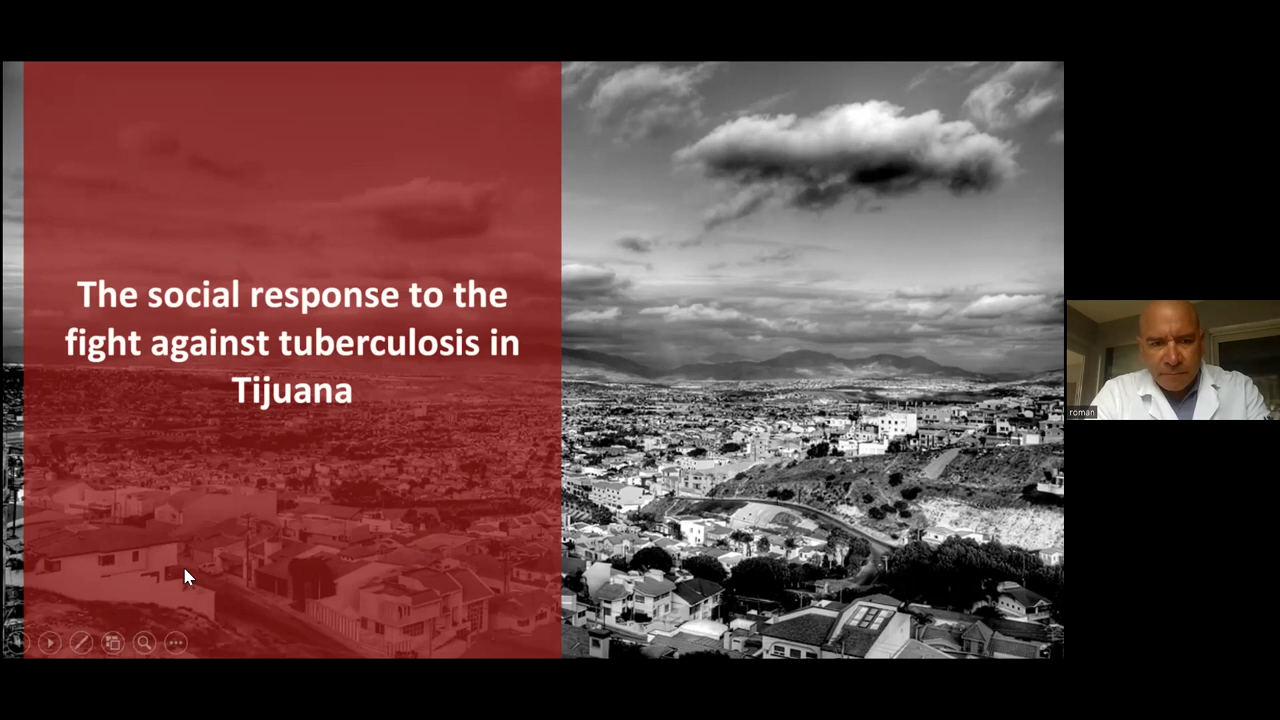 The social response to the
fight against tuberculosis in
Tijuana
roman